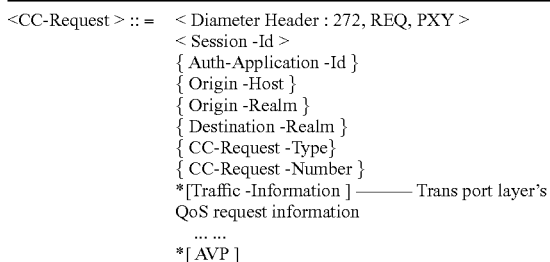 <CC-Request > :: = < Diameter Header : 272, REQ, PXY >
< Session -Id >
{ Auth-Application -Id }
{ Origin -Host }
{ Origin -Realm }
{ Destination -Realm }
{ CC-Request -Type}
{ CC-Request -Number }
*[Traffic -Information ] ——— Trans port layer's
QoS request information
... ...
*[ AVP ]